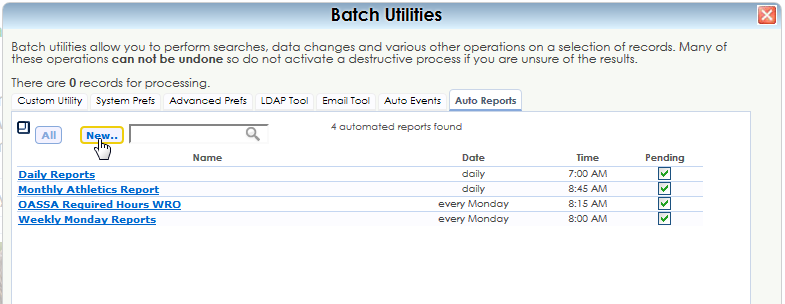 Batch Utilities
Batch utilities allow you to perform searches, data changes and various other operations on a selection of records. Many of
these operations can not be undone so do not activate a destructive process if you are unsure of the results.
There are 0 records for processing.
Custom Utility System Prefs Advanced Prefs LDAP Tool Email Tool Auto Events Auto Reports
All New.. 4 automated reports found
Name Date Time Pending
Daily Reports daily 7:00 AM
Monthly Athletics Report daily 8:45 AM
OASSA Required Hours WRO every Monday 8:15 AM
Weekly Monday Reports every Monday 8:00 AM